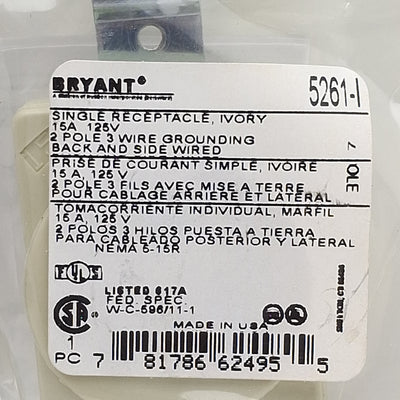 BRYANT®
5261-I
SINGLE RECEPTACLE, IVORY
15A, 125V
2 POLE 3 WIRE GROUNDING
BACK AND SIDE WIRED
PRISE DE COURANT SIMPLE, IVOIRE
15 A, 125 V
2 POLE 3 FILS AVEC MISE A TERRE
POUR CABLAGE ARRIERE ET LATERAL
TOMACORRIENTE INDIVIDUAL, MARFIL
15 A, 125 V
2 POLOS 3 HILOS PUESTA A TIERRA
PARA CABLEADO POSTERIOR Y LATERAL
NEMA 5-15R
LISTED 617A
FED. SPEC.
W-C-596/11-1
MADE IN USA
1
PC 7 81786 62495 5